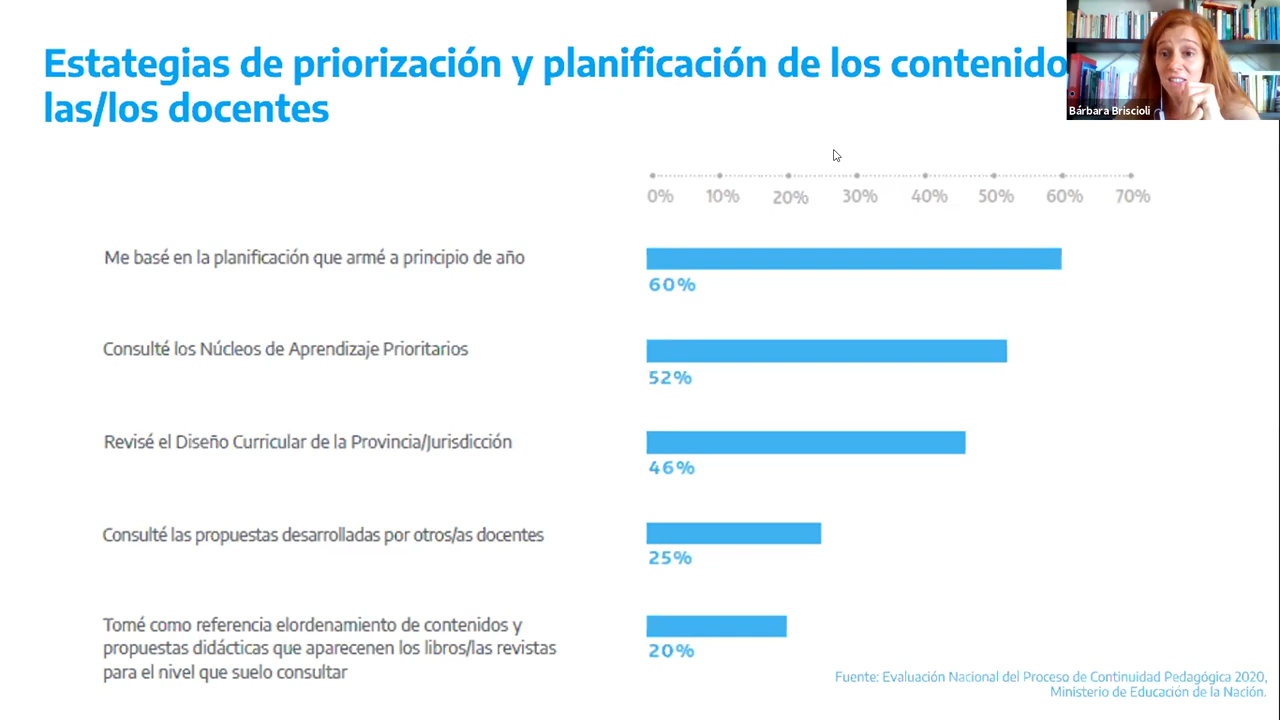 Estategias de priorización y planificación de los contenido
las/los docentes
Bárbara Briscioli
0% 10% 20% 30% 40% 50% 60% 70%
Me basé en la planificación que armé a principio de año
60%
Consulté los Núcleos de Aprendizaje Prioritarios
52%
Revisé el Diseño Curricular de la Provincia/Jurisdicción
46%
Consulté las propuestas desarrolladas por otros/as docentes
25%
Tomé como referencia elordenamiento de contenidos y
propuestas didácticas que aparecenen los libros/las revistas
para el nivel que suelo consultar
20%
Fuente: Evaluación Nacional del Proceso de Continuidad Pedagógica 2020,
Ministerio de Educación de la Nación.